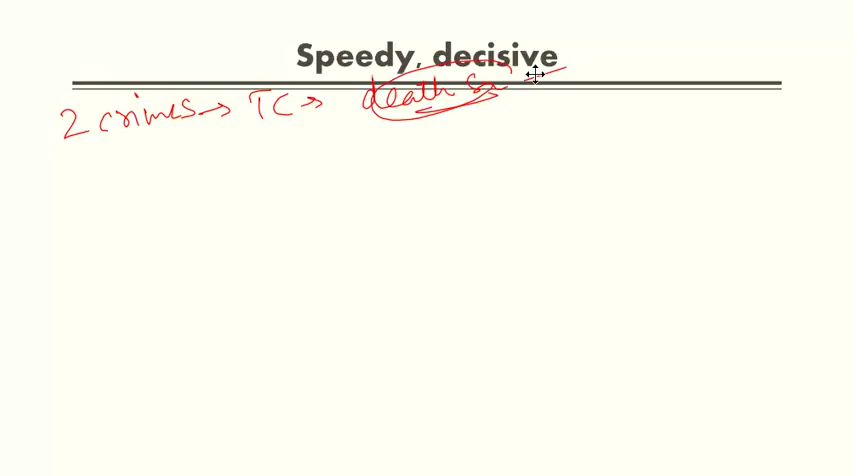 Speedy, decisive
2 crimes → TC → death